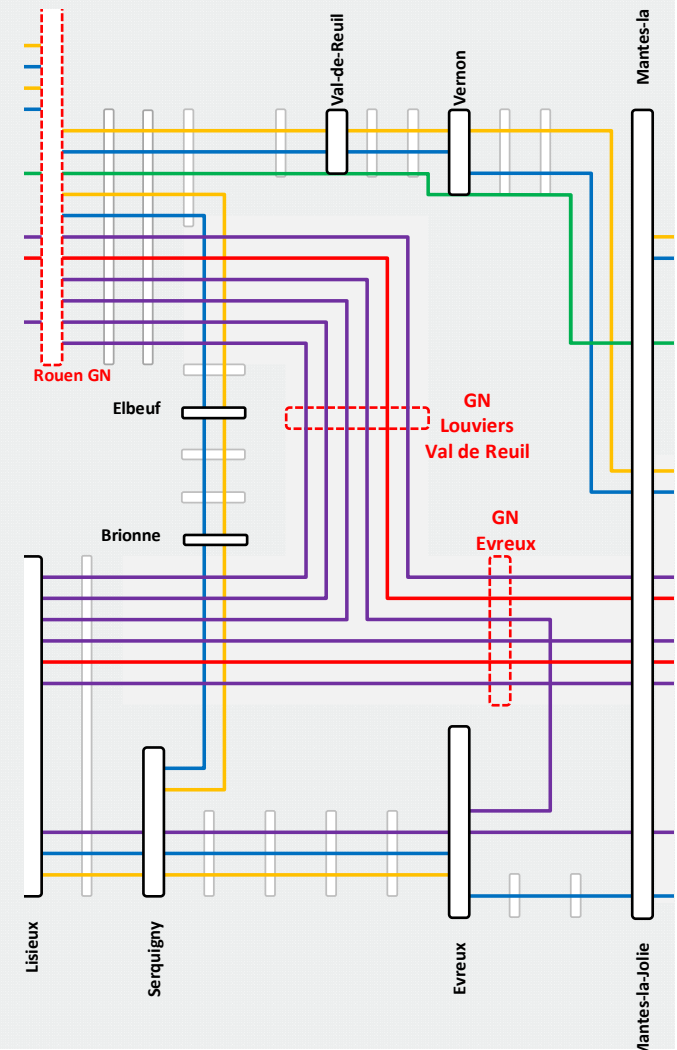 Val-de-Reuil
Vernon
Mantes-la
Rouen GN
Elbeuf
GN
Louviers
Val de Reuil
GN
Evreux
Brionne
Lisieux
Serquigny
Evreux
Mantes-la-Jolie